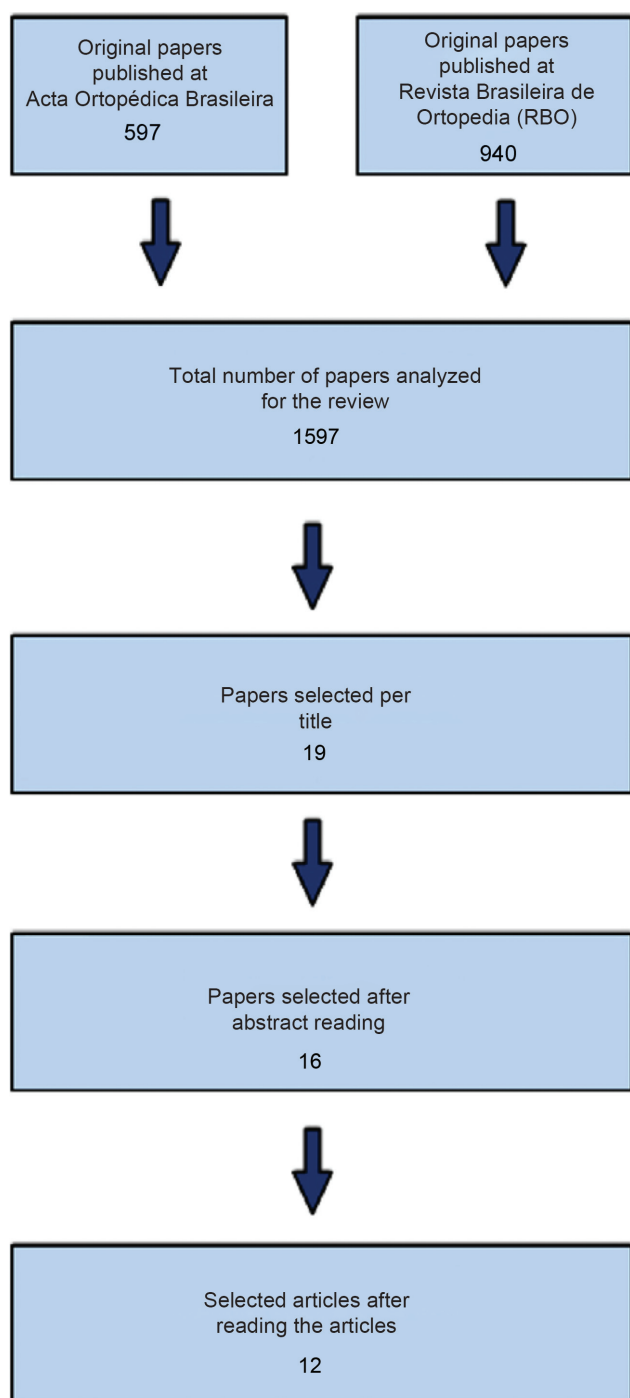 Original papers
published at
Acta Ortopédica Brasileira
597
Original papers
published at
Revista Brasileira de
Ortopedia (RBO)
940
Total number of papers analyzed
for the review
1597
Papers selected per
title
19
Papers selected after
abstract reading
16
Selected articles after
reading the articles
12